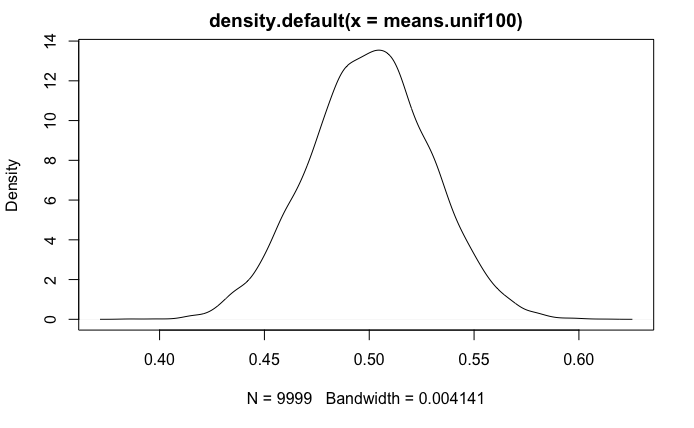 density.default(x = means.unif100)
Density
14
12
10
8
6
4
2
0
0.40 0.45 0.50 0.55 0.60
N = 9999 Bandwidth = 0.004141